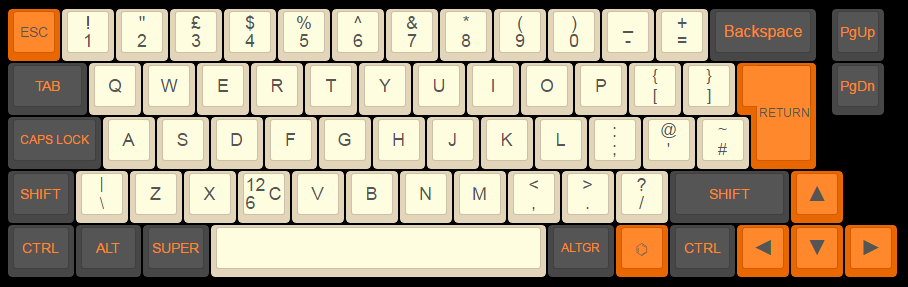 ESC ! 1 " 2 £ 3 $ 4 % 5 ^ 6 & 7 * 8 ( 9 ) 0 _ - + = Backspace PgUp
TAB Q W E R T Y U I O P { [ } ] RETURN PgDn
CAPS LOCK A S D F G H J K L : ; @ ' ~ #
SHIFT | \ Z X 12 6 C V B N M < , > . ? / SHIFT ▲
CTRL ALT SUPER ALTGR ⌬ CTRL ◀ ▼ ▶